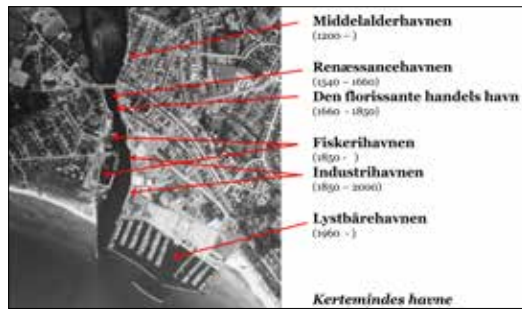 Middelalderhavnen
(1200 – )
Renæssancehavnen
(1540 – 1660)
Den florissante handels havn
(1660 – 1850)
Fiskerihavnen
(1850 - )
Industrihavnen
(1850 – 2000)
Lystbårehavnen
(1960 – )
Kertemindes havne